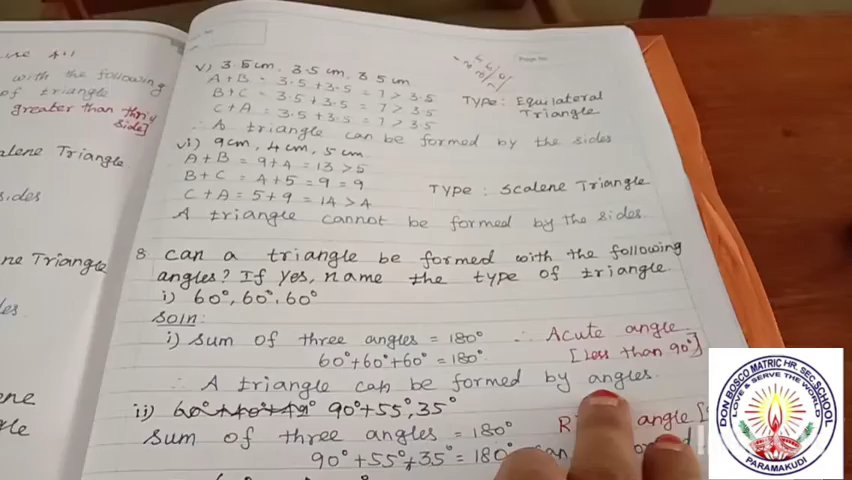 with the following
of triangle
greater than thriy
side]
alene Triangle
sides
ne Triangle
v) 3.5 cm, 3.5 cm, 3.5 cm
A+B = 3.5+3.5 = 7 > 3.5
B+C = 3.5+3.5 = 7 > 3.5
C+A = 3.5+3.5 = 7 > 3.5
Type: Equilateral
Triangle
∴ A triangle can be formed by the sides
vi) 9cm, 4cm, 5cm
A+B = 9+4 = 13 > 5
B+C = 4+5 = 9 = 9
C+A = 5+9 = 14 > 4
Type: Scalene Triangle
A triangle cannot be formed by the sides
8 can a triangle be formed with the following
angles? If yes, name the type of triangle
i) 60°, 60°, 60°
Soln:
i) Sum of three angles = 180° ∴ Acute angle
60°+60°+60° = 180° [Less than 90°]
∴ A triangle can be formed by angles.
ii) 90°+55°, 35°
Sum of three angles = 180° angle
90°+55°+35° = 180° can
DON BOSCO MATRIC HR. SEC. SCHOOL
LOVE & SERVE THE WORLD
PARAMAKUDI